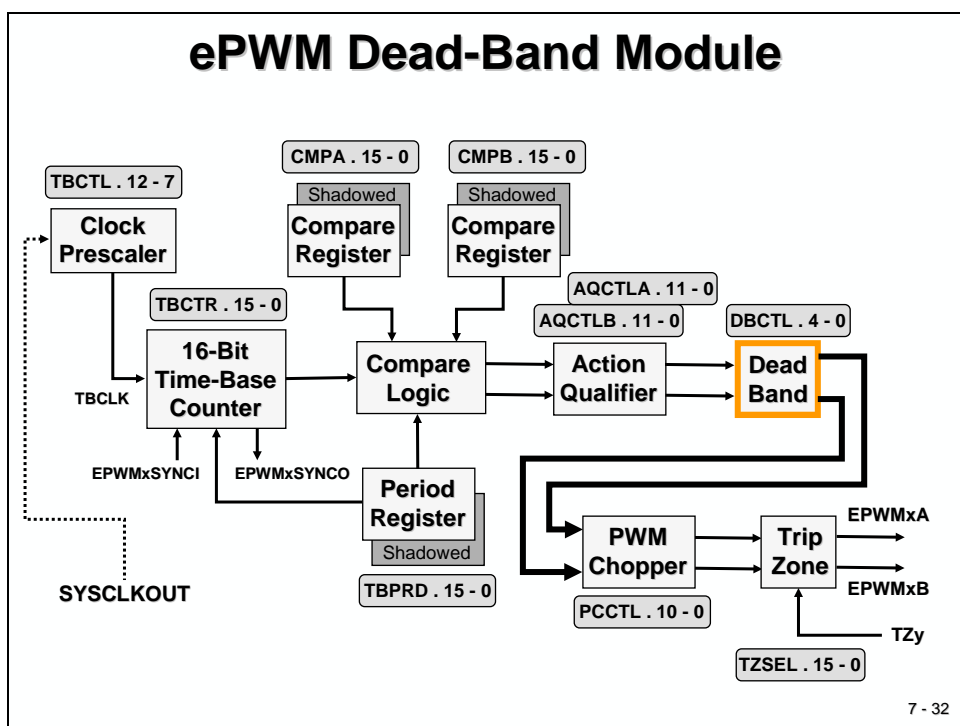 ePWM Dead-Band Module
CMPA . 15 - 0
CMPB . 15 - 0
TBCTL . 12 - 7
Shadowed
Shadowed
Clock
Prescaler
Compare
Register
Compare
Register
AQCTLA . 11 - 0
TBCTR . 15 - 0
AQCTLB . 11 - 0
DBCTL . 4 - 0
16-Bit
Time-Base
Counter
Compare
Logic
Action
Qualifier
Dead
Band
TBCLK
EPWMxSYNCI
EPWMxSYNCO
Period
Register
Shadowed
TBPRD . 15 - 0
SYSCLKOUT
PWM
Chopper
PCCTL . 10 - 0
Trip
Zone
EPWMxA
EPWMxB
TZy
TZSEL . 15 - 0
7 - 32